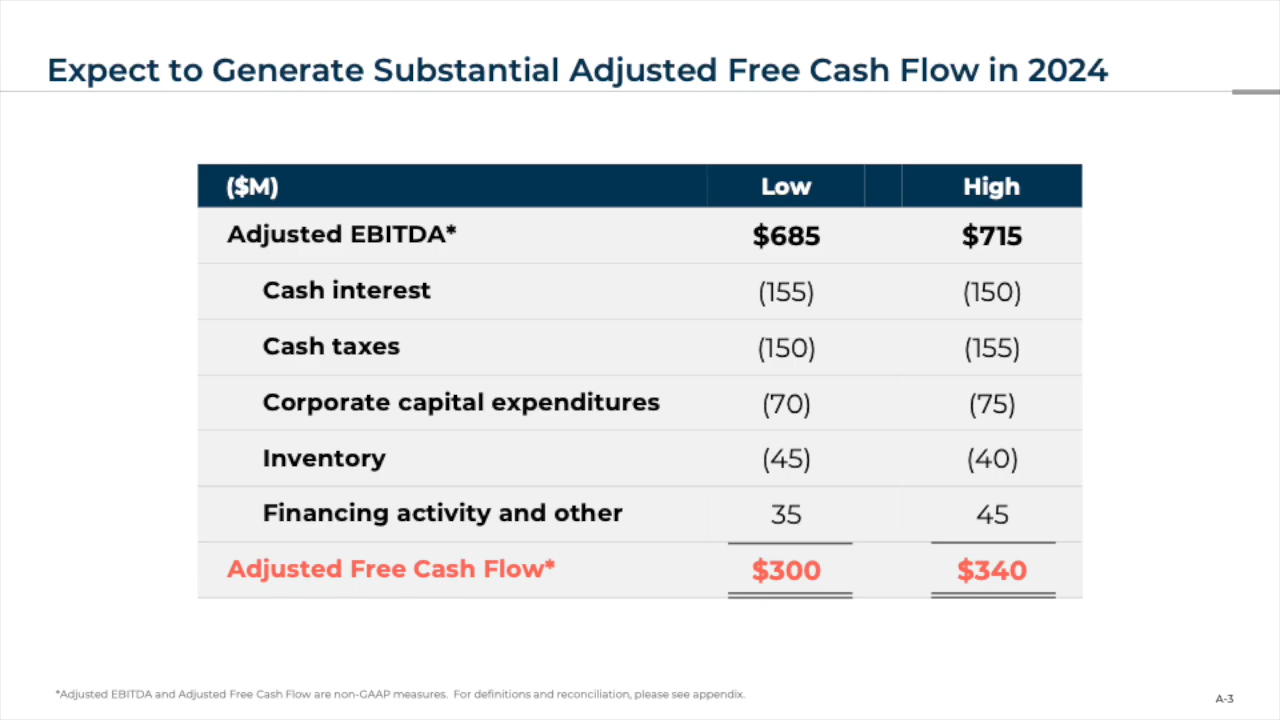 Expect to Generate Substantial Adjusted Free Cash Flow in 2024
($M) Low High
Adjusted EBITDA* $685 $715
Cash interest (155) (150)
Cash taxes (150) (155)
Corporate capital expenditures (70) (75)
Inventory (45) (40)
Financing activity and other 35 45
Adjusted Free Cash Flow* $300 $340
*Adjusted EBITDA and Adjusted Free Cash Flow are non-GAAP measures. For definitions and reconciliation, please see appendix.
A-3